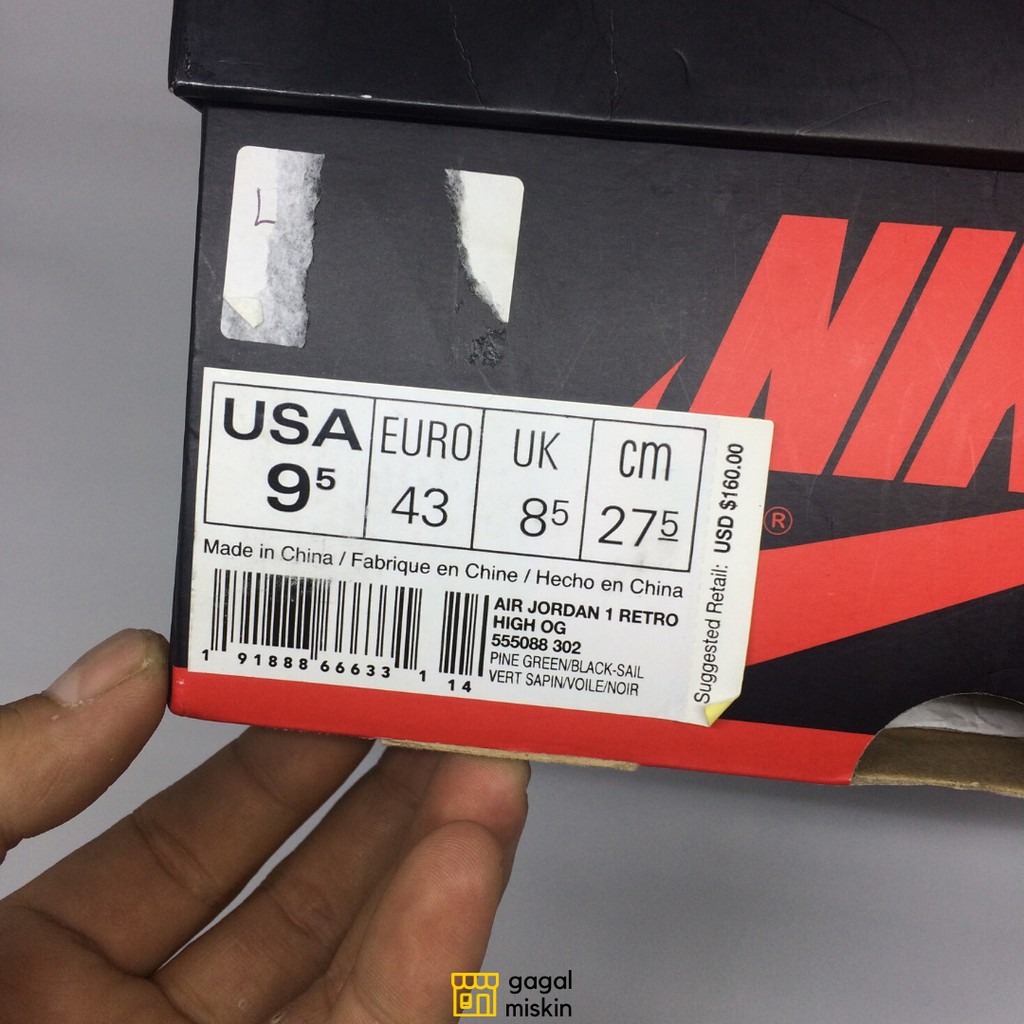 L
NIK
®
USA EURO UK cm
9⁵ 43 8⁵ 27⁵
Made in China / Fabrique en Chine / Hecho en China
AIR JORDAN 1 RETRO
HIGH OG
555088 302
PINE GREEN/BLACK-SAIL
VERT SAPIN/VOILE/NOIR
1 91888 66633 1 14
Suggested Retail: USD $160.00
gagal
miskin